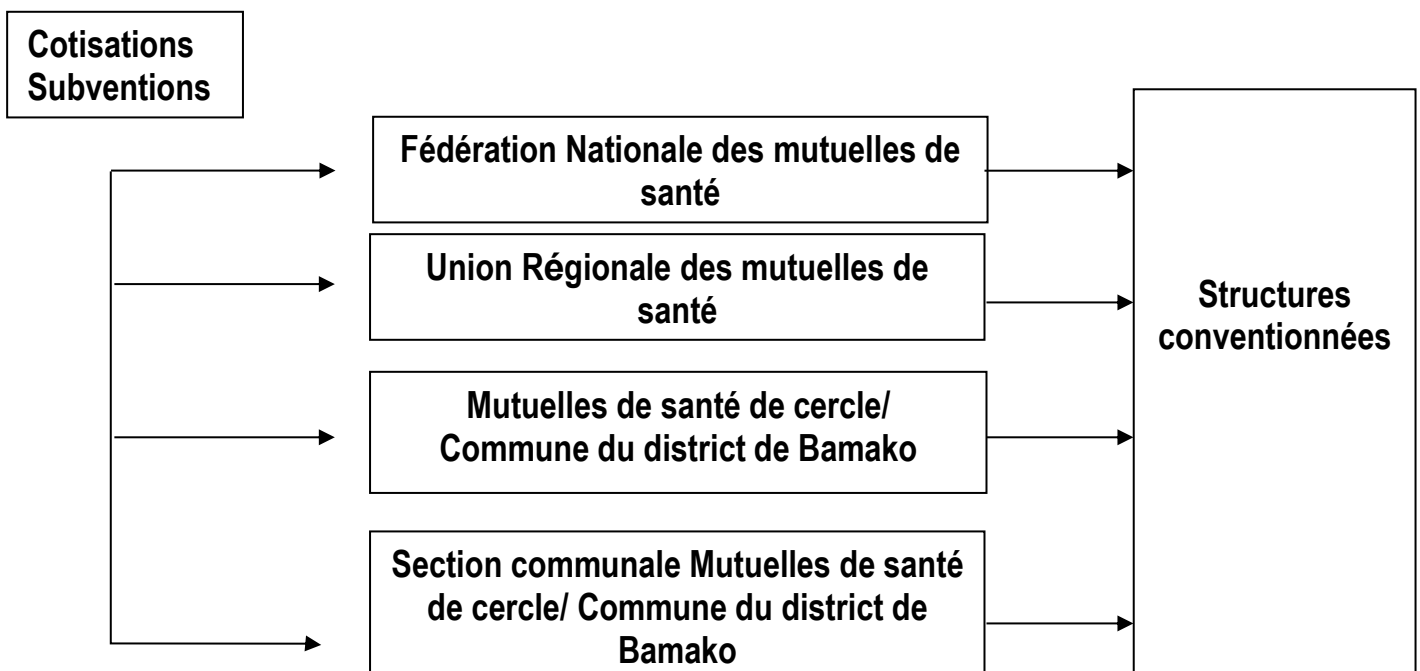 Cotisations
Subventions
Fédération Nationale des mutuelles de
santé
Union Régionale des mutuelles de
santé
Mutuelles de santé de cercle/
Commune du district de Bamako
Section communale Mutuelles de santé
de cercle/ Commune du district de
Bamako
Structures
conventionnées